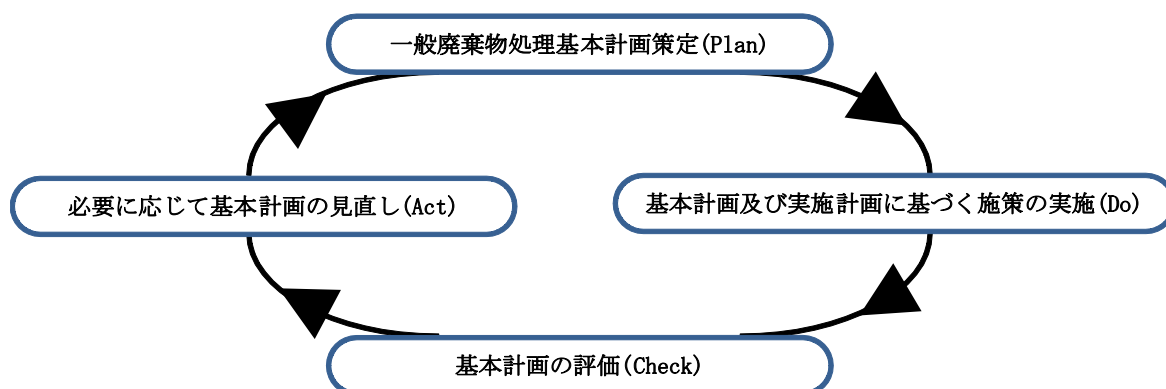 一般廃棄物処理基本計画策定(Plan)
必要に応じて基本計画の見直し(Act)
基本計画及び実施計画に基づく施策の実施(Do)
基本計画の評価(Check)